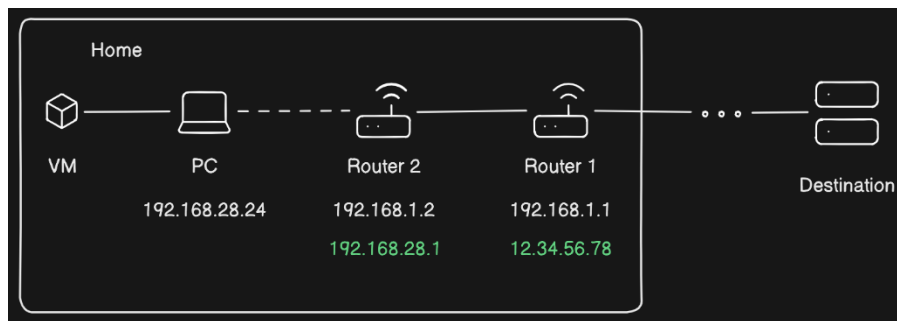 Home
VM
PC
Router 2
Router 1
Destination
192.168.28.24
192.168.1.2
192.168.1.1
192.168.28.1
12.34.56.78